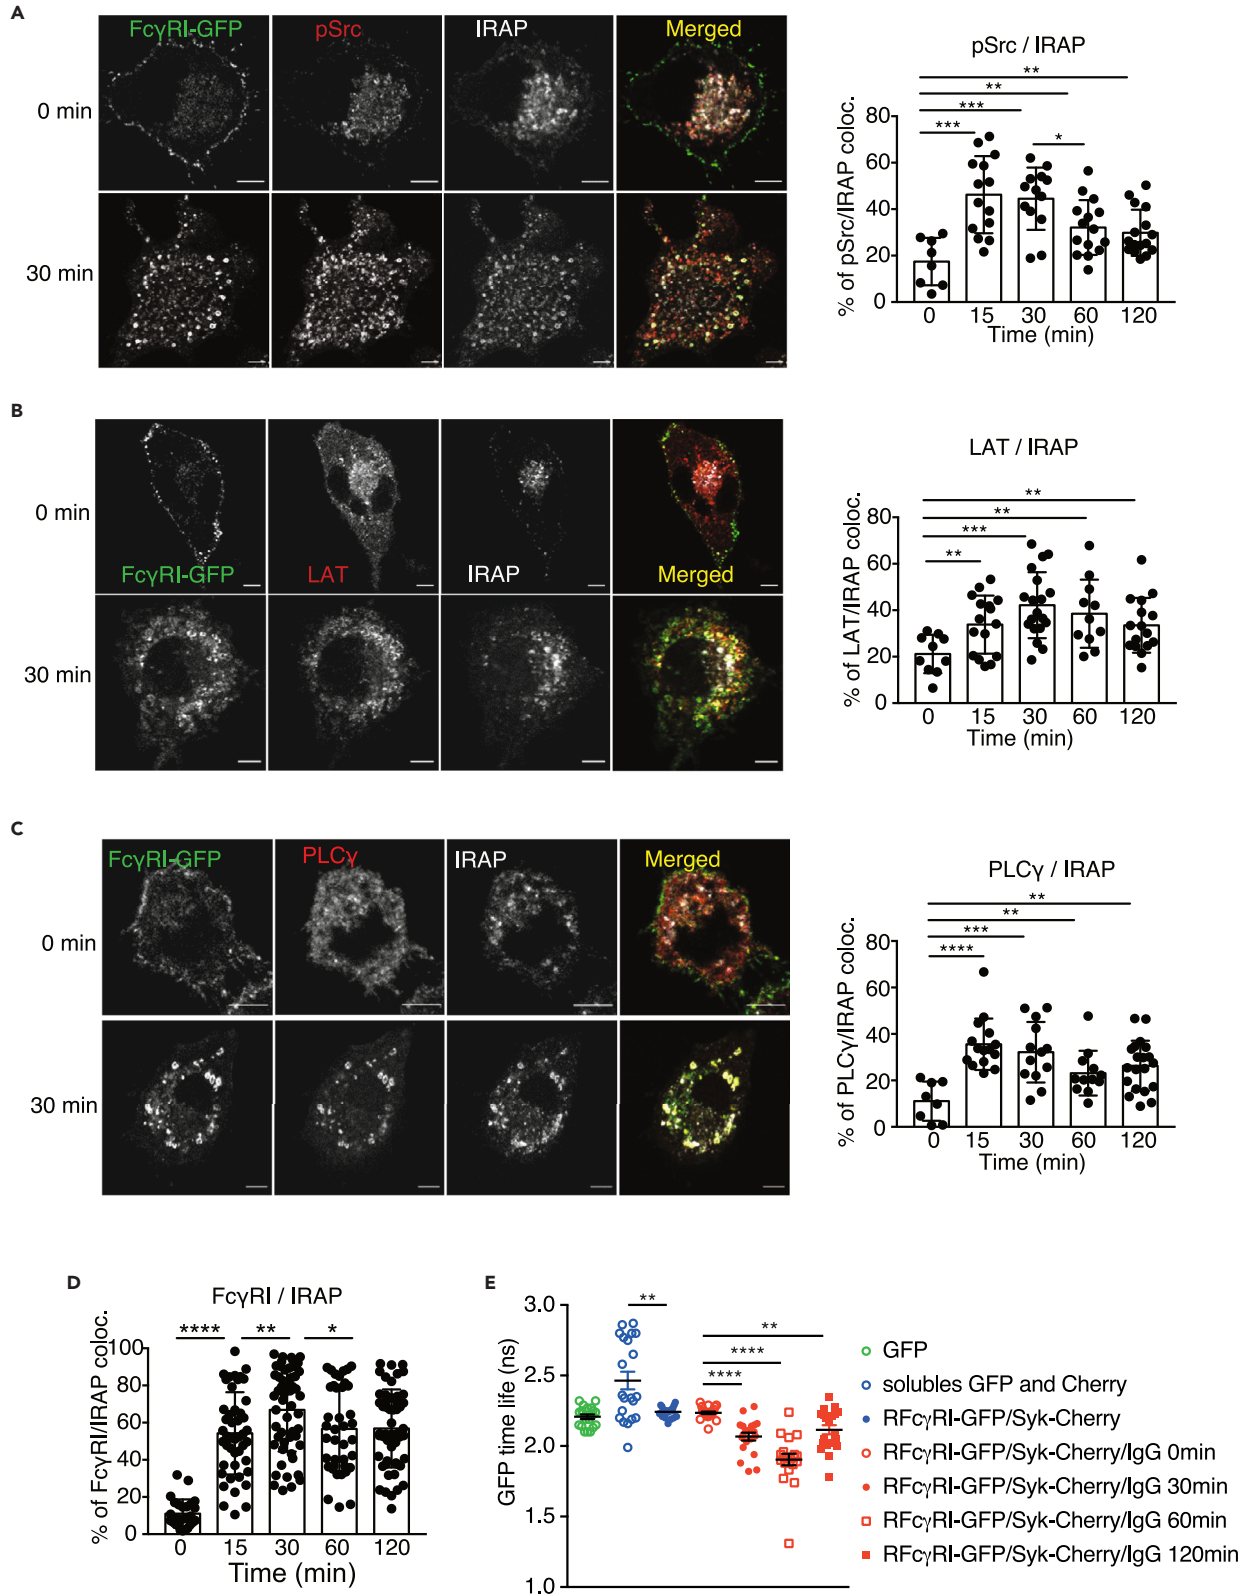 A
FcγRI-GFP pSrc IRAP Merged
0 min
30 min
pSrc / IRAP
** 
**
***
*** *
% of pSrc/IRAP coloc.
80
60
40
20
0
0 15 30 60 120
Time (min)
B
0 min
FcγRI-GFP LAT IRAP Merged
30 min
LAT / IRAP
**
**
***
**
% of LAT/IRAP coloc.
80
60
40
20
0
0 15 30 60 120
Time (min)
C
FcγRI-GFP PLCγ IRAP Merged
0 min
30 min
PLCγ / IRAP
**
**
***
****
% of PLCγ/IRAP coloc.
80
60
40
20
0
0 15 30 60 120
Time (min)
D
FcγRI / IRAP
**** ** *
% of FcγRI/IRAP coloc.
100
80
60
40
20
0
0 15 30 60 120
Time (min)
E
GFP time life (ns)
3.0
2.5
2.0
1.5
1.0
**
**
****
****
GFP
solubles GFP and Cherry
RFcγRI-GFP/Syk-Cherry
RFcγRI-GFP/Syk-Cherry/IgG 0min
RFcγRI-GFP/Syk-Cherry/IgG 30min
RFcγRI-GFP/Syk-Cherry/IgG 60min
RFcγRI-GFP/Syk-Cherry/IgG 120min